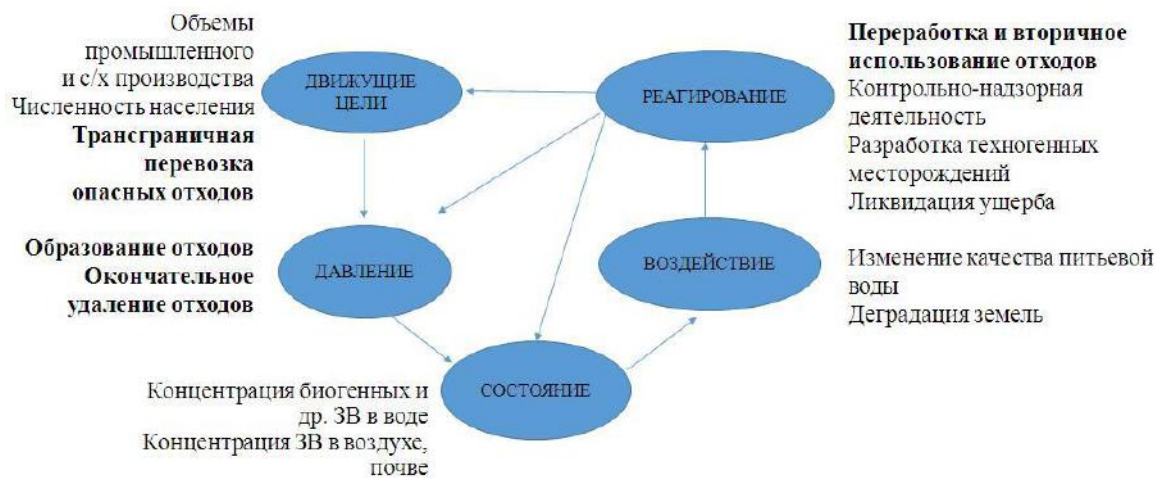 Объемы
промышленного
и с/х производства
Численность населения
Трансграничная
перевозка
опасных отходов
ДВИЖУЩИЕ
ЦЕЛИ
РЕАГИРОВАНИЕ
Переработка и вторичное
использование отходов
Контрольно-надзорная
деятельность
Разработка техногенных
месторождений
Ликвидация ущерба
Образование отходов
Окончательное
удаление отходов
ДАВЛЕНИЕ
ВОЗДЕЙСТВИЕ
Изменение качества питьевой
воды
Деградация земель
Концентрация биогенных и
др. ЗВ в воде
Концентрация ЗВ в воздухе,
почве
СОСТОЯНИЕ